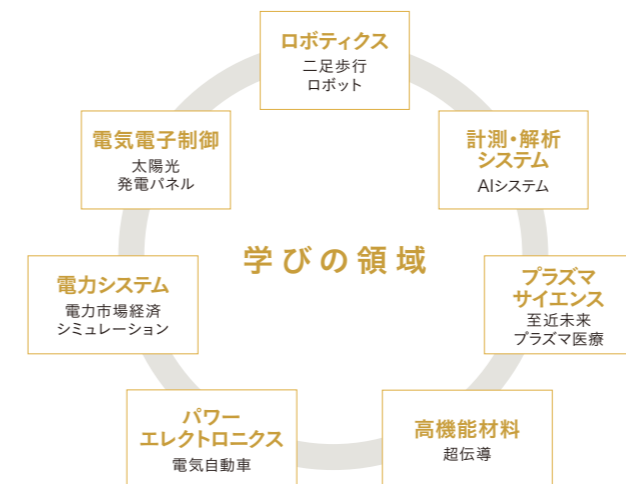 ロボティクス
二足歩行
ロボット
計測・解析
システム
AIシステム
プラズマ
サイエンス
至近未来
プラズマ医療
高機能材料
超伝導
パワー
エレクトロニクス
電気自動車
電力システム
電力市場経済
シミュレーション
電気電子制御
太陽光
発電パネル
学びの領域